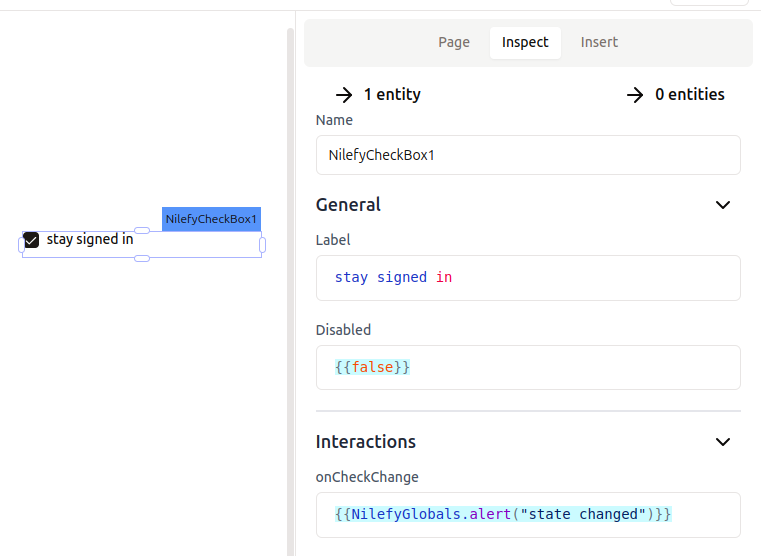 Page Inspect Insert
→ 1 entity → 0 entities
Name
NilefyCheckBox1
General
NilefyCheckBox1
stay signed in
Label
stay signed in
Disabled
{{false}}
Interactions
onCheckChange
{{NilefyGlobals.alert("state changed")}}